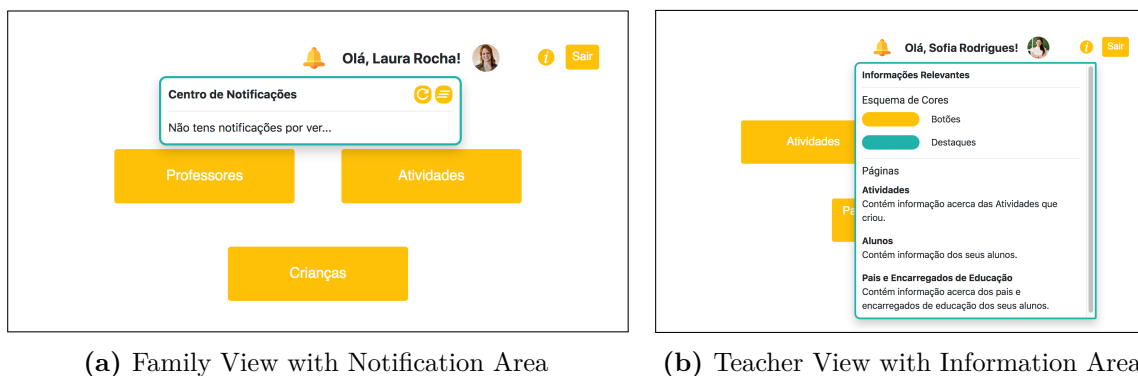 Olá, Laura Rocha!
i
Sair
Centro de Notificações
Não tens notificações por ver...
Professores
Atividades
Crianças
(a) Family View with Notification Area
Olá, Sofia Rodrigues!
i
Sair
Informações Relevantes
Esquema de Cores
Botões
Destaques
Páginas
Atividades
Contém informação acerca das Atividades que
criou.
Alunos
Contém informação dos seus alunos.
Pais e Encarregados de Educação
Contém informação acerca dos pais e
encarregados de educação dos seus alunos.
Atividades
Pa
(b) Teacher View with Information Area